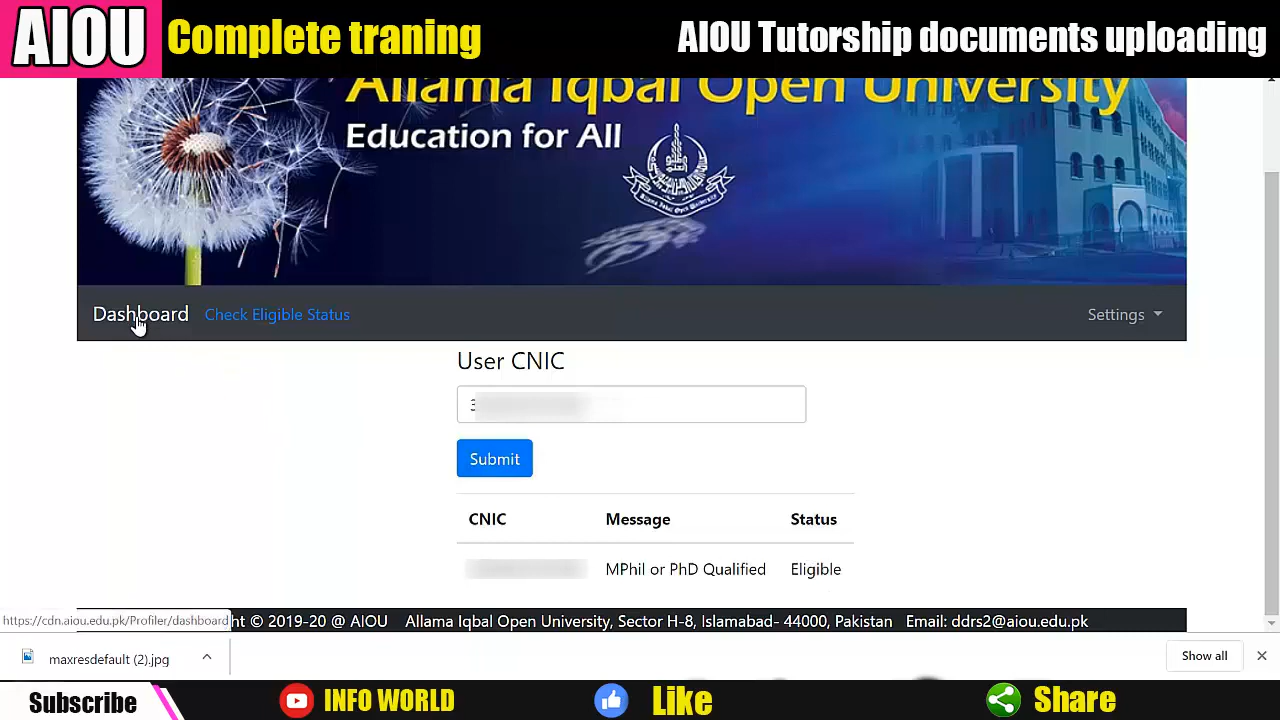 AIOU Complete traning AIOU Tutorship documents uploading
Allama Iqbal Open University
Education for All
Dashboard Check Eligible Status Settings
User CNIC
3
Submit
CNIC Message Status
MPhil or PhD Qualified Eligible
https://cdn.aiou.edu.pk/Profiler/dashboard ht © 2019-20 @ AIOU Allama Iqbal Open University, Sector H-8, Islamabad- 44000, Pakistan Email: ddrs2@aiou.edu.pk
maxresdefault (2).jpg Show all
Subscribe INFO WORLD Like Share